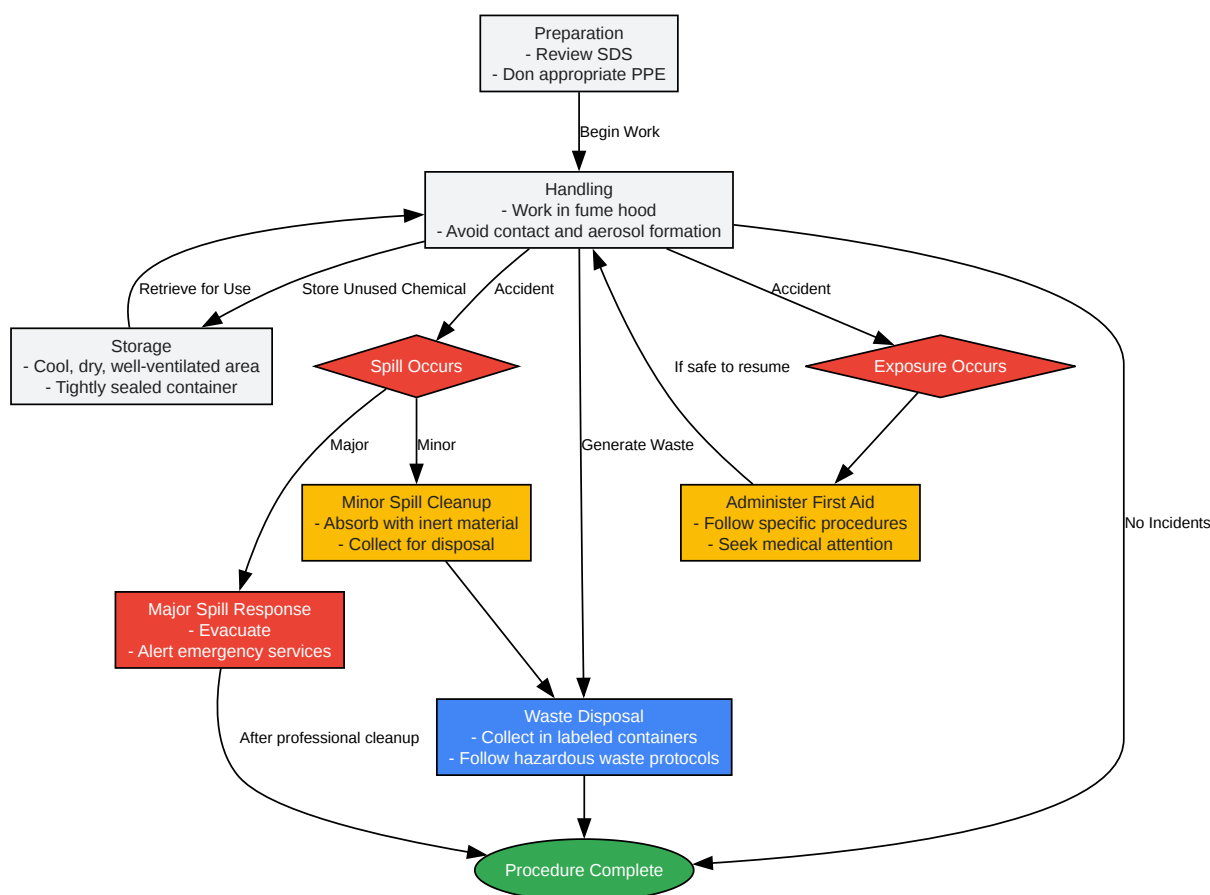 Preparation
- Review SDS
- Don appropriate PPE
Begin Work
Handling
- Work in fume hood
- Avoid contact and aerosol formation
Retrieve for Use
Store Unused Chemical
Accident
Accident
Storage
- Cool, dry, well-ventilated area
- Tightly sealed container
Spill Occurs
If safe to resume
Exposure Occurs
Major
Minor
Generate Waste
Minor Spill Cleanup
- Absorb with inert material
- Collect for disposal
Administer First Aid
- Follow specific procedures
- Seek medical attention
No Incidents
Major Spill Response
- Evacuate
- Alert emergency services
After professional cleanup
Waste Disposal
- Collect in labeled containers
- Follow hazardous waste protocols
Procedure Complete